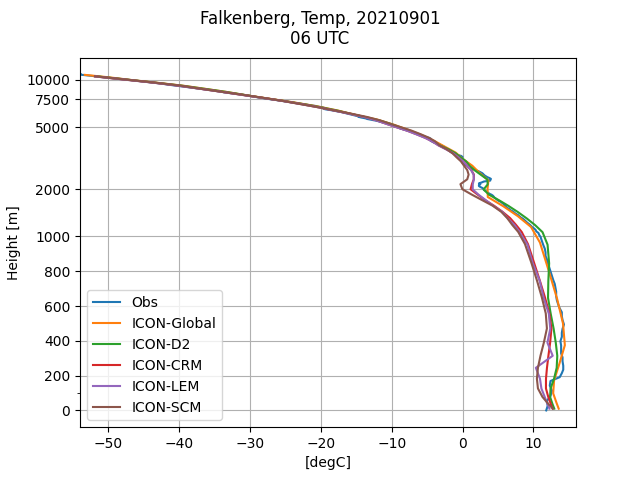 Falkenberg, Temp, 20210901
06 UTC
10000
7500
5000
2000
1000
800
600
400
200
0
Height [m]
Obs
ICON-Global
ICON-D2
ICON-CRM
ICON-LEM
ICON-SCM
−50 −40 −30 −20 −10 0 10
[degC]